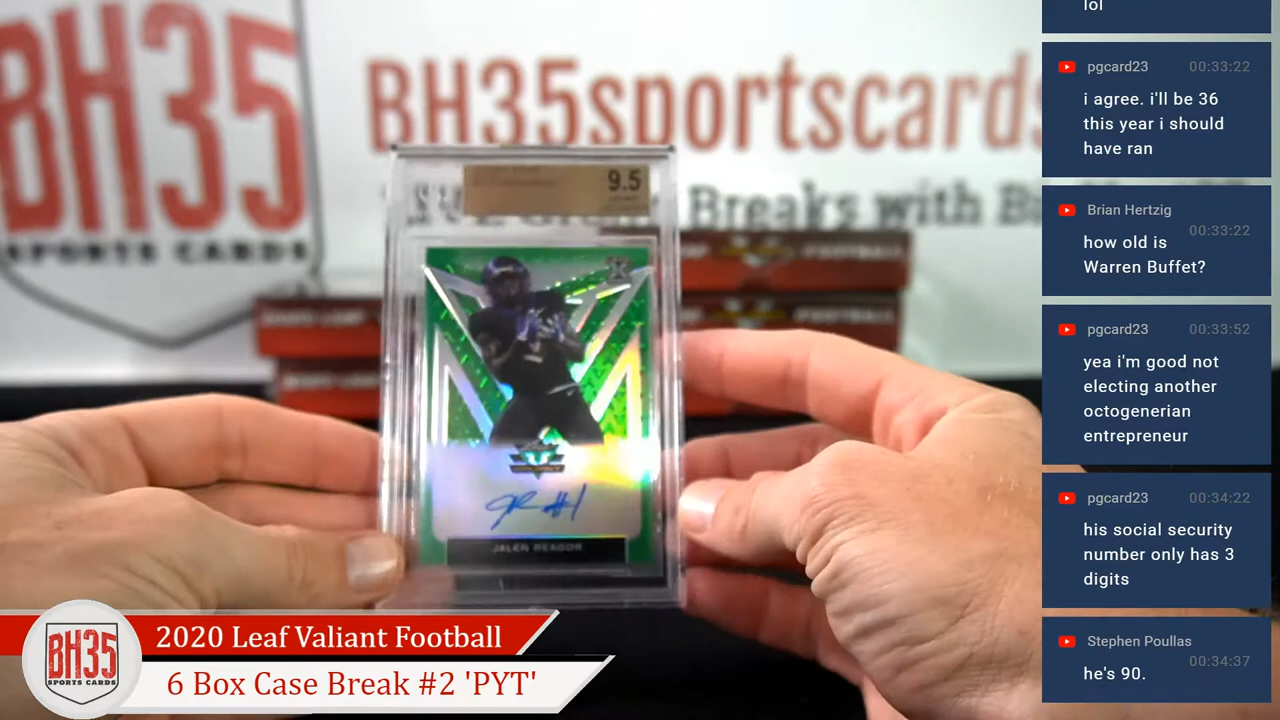 BH35
SPORTS CARDS
BH35sportscards
Breaks with
9.5
JALEN REAGOR
FOOTBALL
FOOTBALL
BH35
SPORTS CARDS
2020 Leaf Valiant Football
6 Box Case Break #2 'PYT'
lol
pgcard23 00:33:22
i agree. i'll be 36
this year i should
have ran
Brian Hertzig 00:33:22
how old is
Warren Buffet?
pgcard23 00:33:52
yea i'm good not
electing another
octogenerian
entrepreneur
pgcard23 00:34:22
his social security
number only has 3
digits
Stephen Poullas 00:34:37
he's 90.